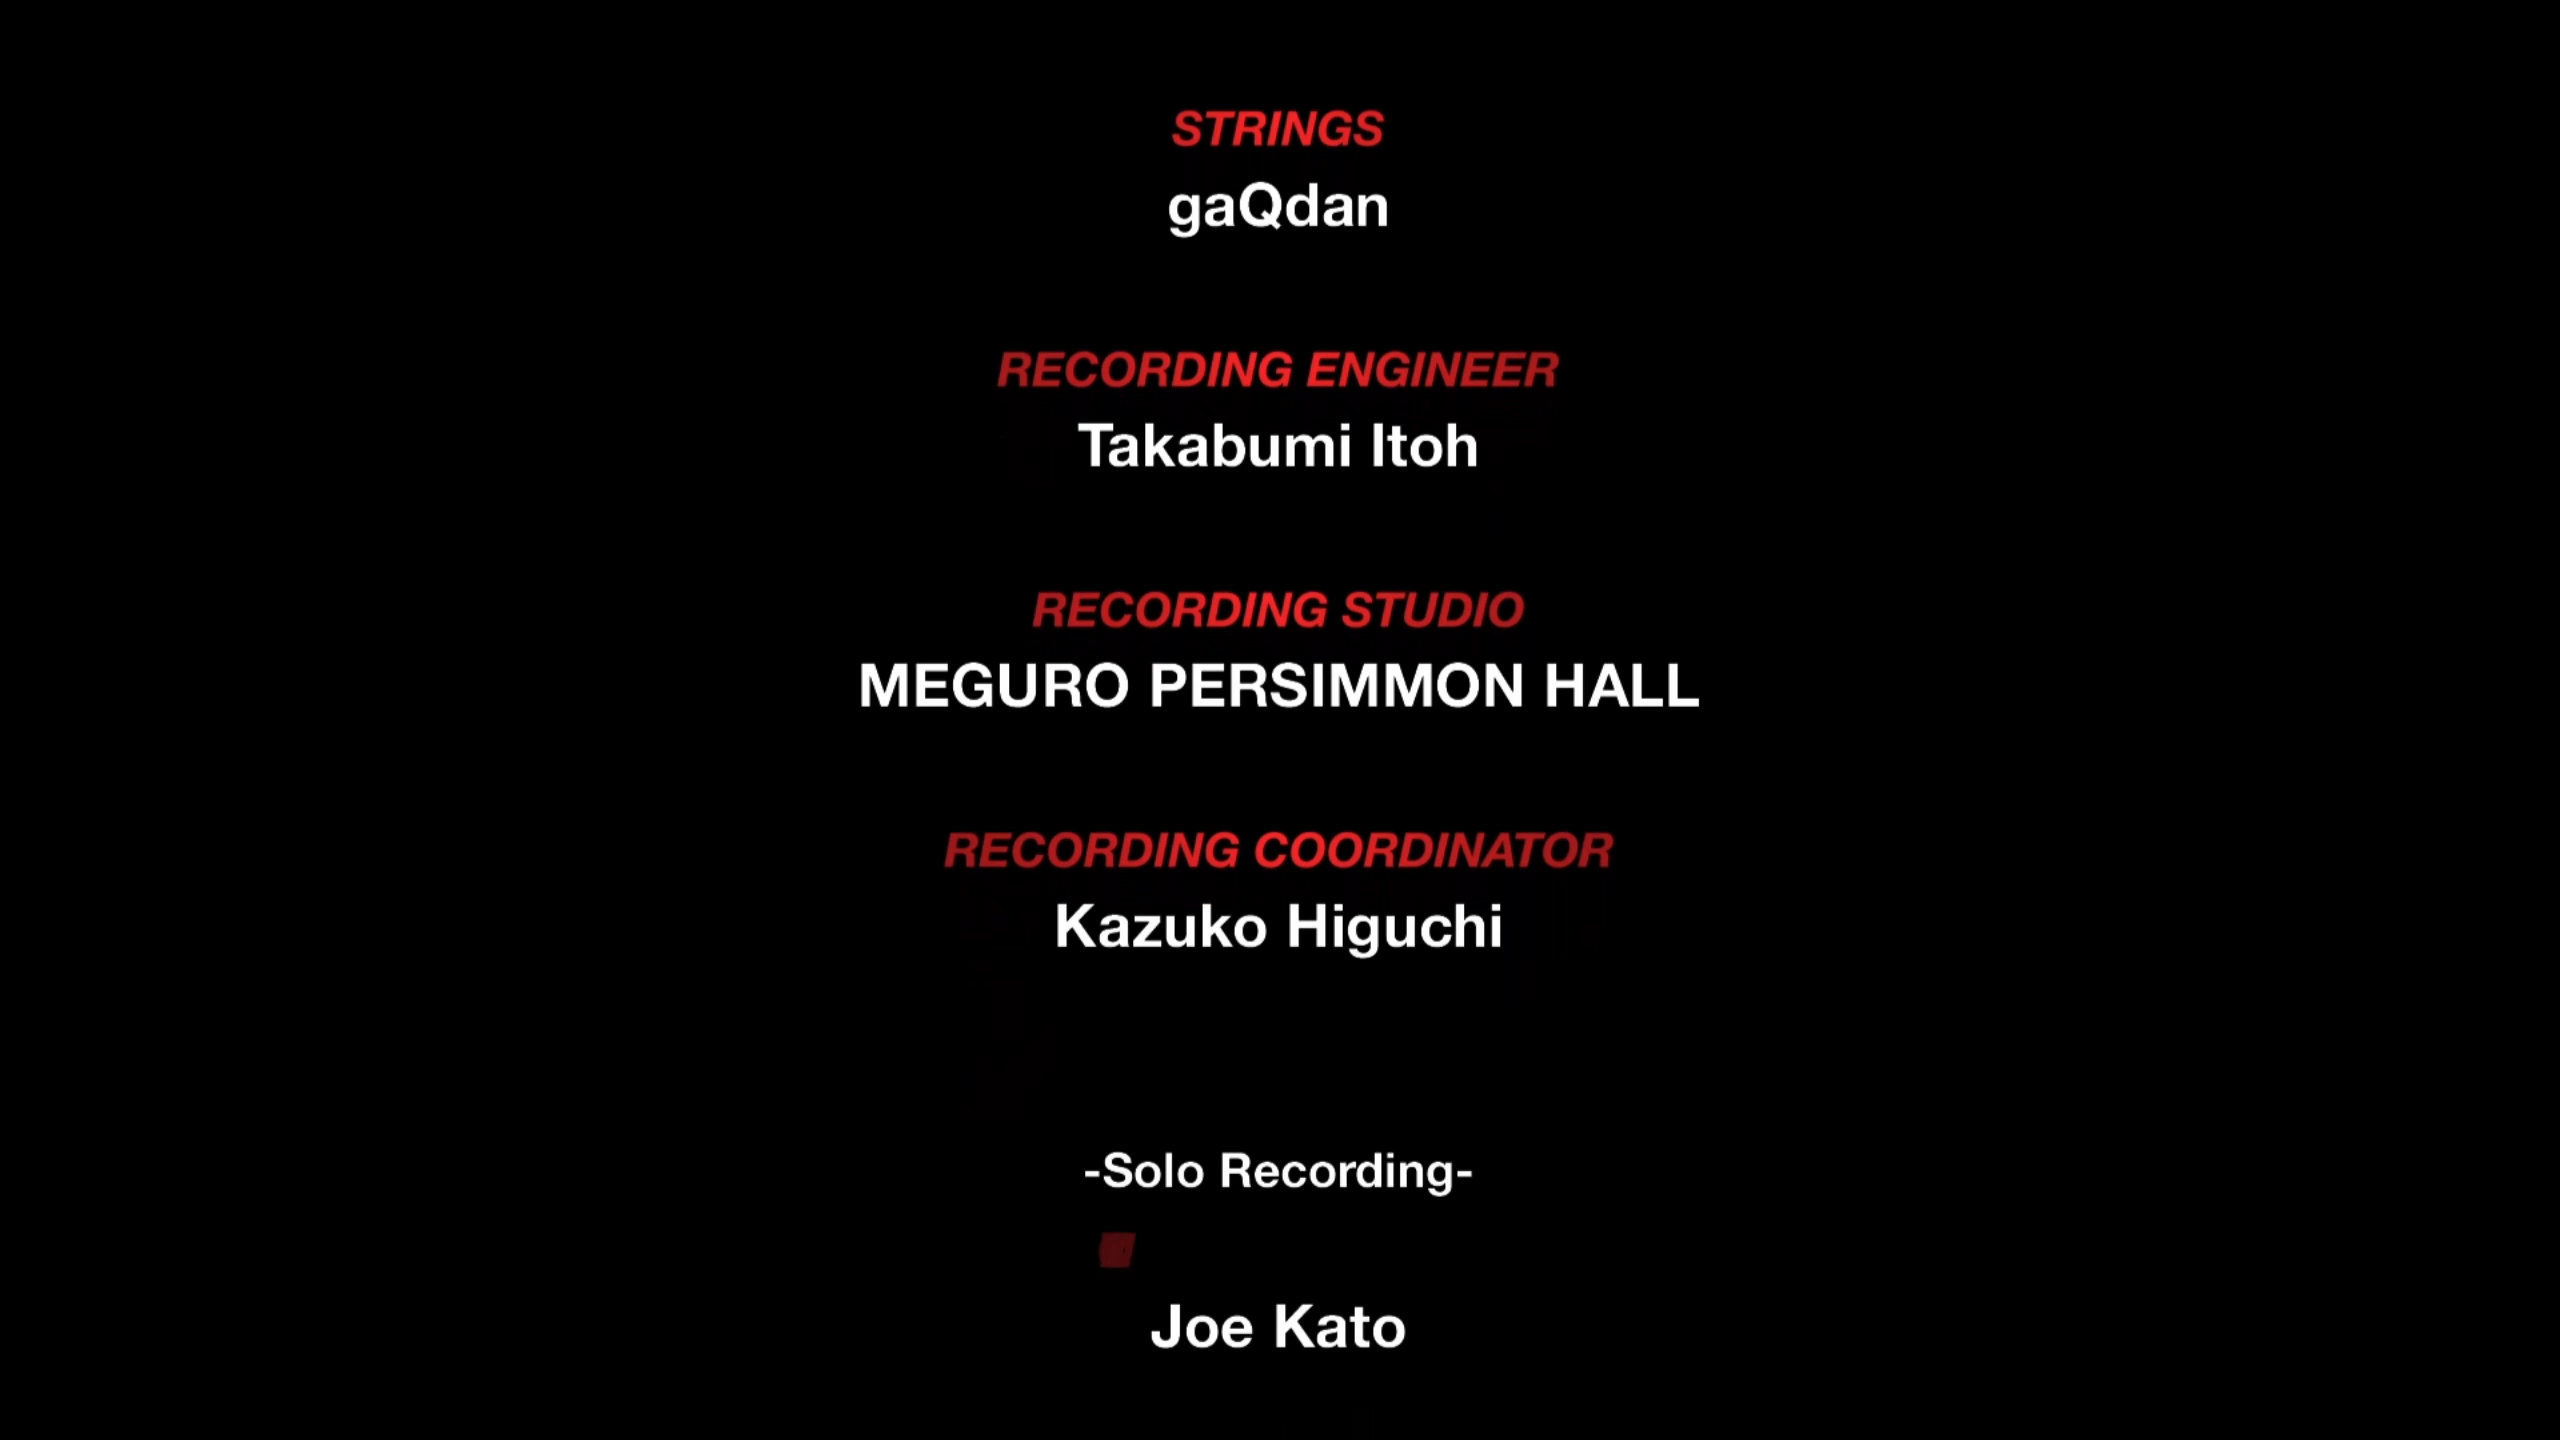 STRINGS
gaQdan
RECORDING ENGINEER
Takabumi Itoh
RECORDING STUDIO
MEGURO PERSIMMON HALL
RECORDING COORDINATOR
Kazuko Higuchi
-Solo Recording-
Joe Kato